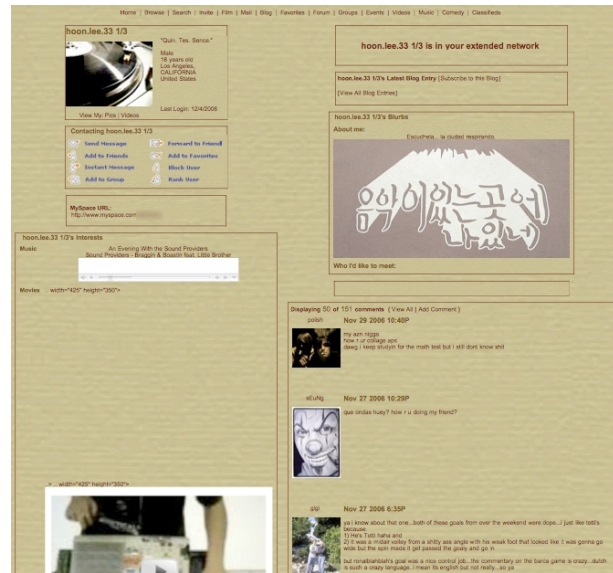 Home | Browse | Search | Invite | Film | Mail | Blog | Favorites | Forum | Groups | Events | Videos | Music | Comedy | Classifieds
hoon.lee.33 1/3
"Quin. Tes. Sence."
Male
16 years old
Los Angeles,
CALIFORNIA
United States
Last Login: 12/4/2006
View My: Pics | Videos
Contacting hoon.lee.33 1/3
Send Message
Forward to Friend
Add to Friends
Add to Favorites
Instant Message
Block User
Add to Group
Rank User
MySpace URL:
http://www.myspace.com
hoon.lee.33 1/3's Interests
Music
An Evening With the Sound Providers
Sound Providers - Braggin & Boastin feat. Little Brother
Movies
.. width="425" height="350">
> .. width="425" height="350">
hoon.lee.33 1/3 is in your extended network
hoon.lee.33 1/3's Latest Blog Entry [Subscribe to this Blog]
[View All Blog Entries]
hoon.lee.33 1/3's Blurbs
About me:
Escuchela... la ciudad respirando.
음악이있는곳에
나있네
Who I'd like to meet:
Displaying 50 of 151 comments ( View All | Add Comment )
polish
Nov 29 2006 10:40P
my azn nigga
how r ur collage aps
dawg i keep studyin for the math test but i still dont know shit
sEuNg
Nov 27 2006 10:29P
que ondas huey? how r u doing my friend?
Nov 27 2006 6:35P
ya i know about that one...both of these goals from over the weekend were dope...i just like totti's
because
1) He's Totti haha and
2) it was a midair volley from a shitty ass angle with his weak foot that looked like it was gonna go
wide but the spin made it get passed the goaly and go in
but ronalblahblah's goal was a nice control job...the commentary on the barca game is crazy...dutch
is such a crazy language. i mean its english but not really...so ya